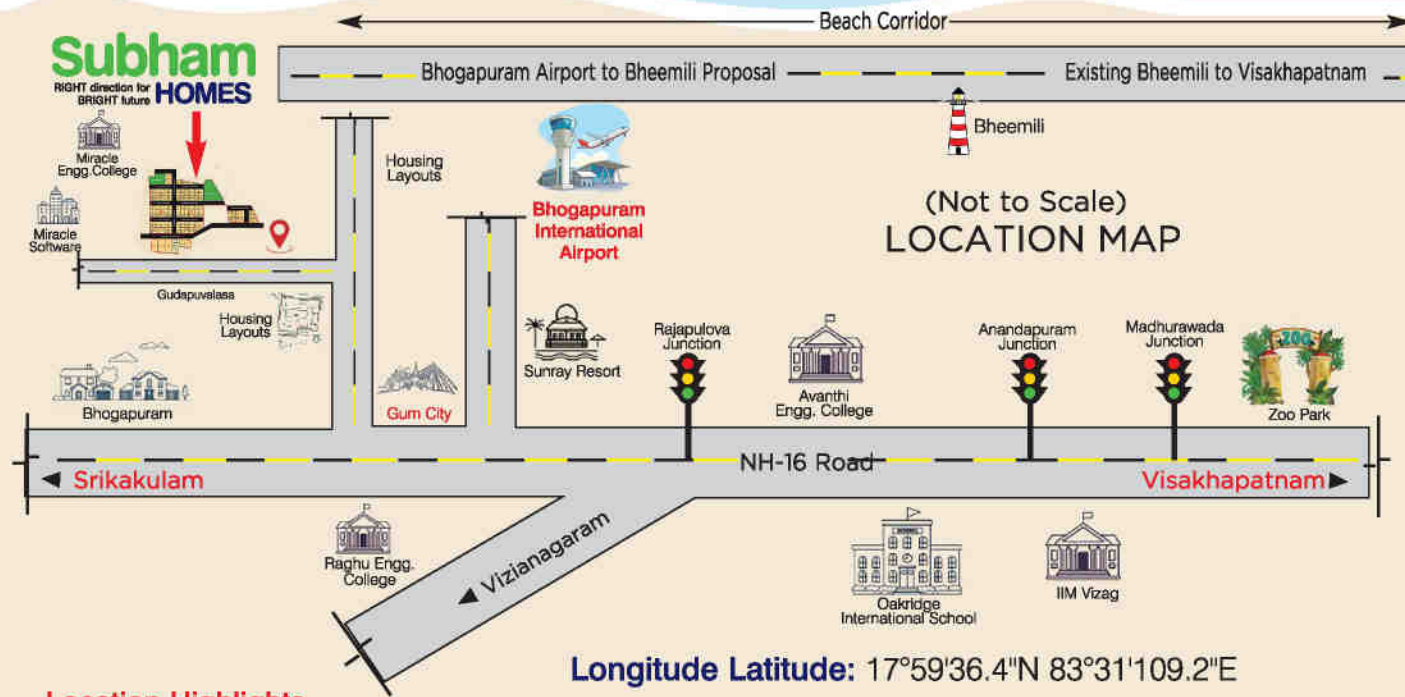 Beach Corridor
Subham
RIGHT direction for
BRIGHT future HOMES
Bhogapuram Airport to Bheemili Proposal
Existing Bheemili to Visakhapatnam
Miracle
Engg.College
Housing
Layouts
Bheemili
Miracle
Software
Bhogapuram
International
Airport
(Not to Scale)
LOCATION MAP
Gudapuvalasa
Housing
Layouts
Sunray Resort
Rajapulova
Junction
Anandapuram
Junction
Madhurawada
Junction
ZOO
Bhogapuram
Gum City
Avanthi
Engg. College
Zoo Park
NH-16 Road
Srikakulam
Visakhapatnam
Raghu Engg.
College
Vizianagaram
Oakridge
International School
IIM Vizag
Longitude Latitude: 17°59'36.4"N 83°31'109.2"E
Location Highlights